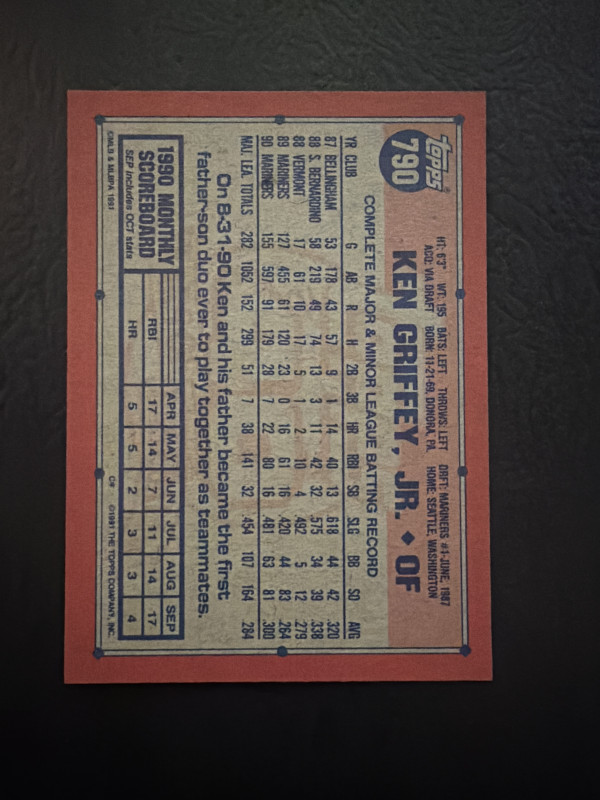 topps
790
HT: 6'3" WT: 195 BATS: LEFT THROWS: LEFT DRFT: MARINERS #1-JUNE, 1987
ACQ: VIA DRAFT BORN: 11-21-69, DONORA, PA. HOME: SEATTLE, WASHINGTON
KEN GRIFFEY, JR. ◆ OF
COMPLETE MAJOR & MINOR LEAGUE BATTING RECORD
YR CLUB G AB R H 2B 3B HR RBI SB SLG BB SO AVG
87 BELLINGHAM 53 178 43 57 9 1 14 40 13 .618 44 42 .320
88 S. BERNARDINO 58 219 49 74 13 3 11 42 32 .575 34 39 .338
88 VERMONT 17 61 10 17 5 1 2 10 4 .492 5 12 .279
89 MARINERS 127 455 61 120 23 0 16 61 16 .420 44 83 .264
90 MARINERS 155 597 91 179 28 7 22 80 16 .481 63 81 .300
MAJ. LEA. TOTALS 282 1052 152 299 51 7 38 141 32 .454 107 164 .284
On 8-31-90 Ken and his father became the first
father-son duo ever to play together as teammates.
1990 MONTHLY
SCOREBOARD
SEP includes OCT stats
APR MAY JUN JUL AUG SEP
RBI 17 14 7 11 14 17
HR 5 5 2 3 3 4
©MLB & MLBPA 1991
C* ©1991 THE TOPPS COMPANY, INC.